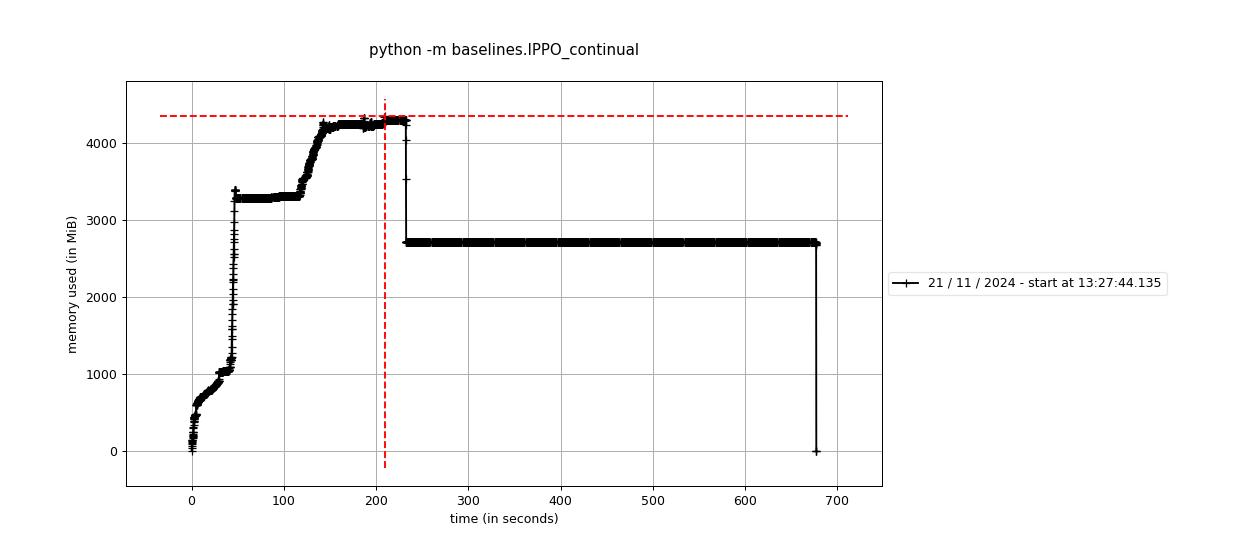 python -m baselines.IPPO_continual
4000
3000
2000
1000
0
memory used (in MiB)
0 100 200 300 400 500 600 700
time (in seconds)
21 / 11 / 2024 - start at 13:27:44.135